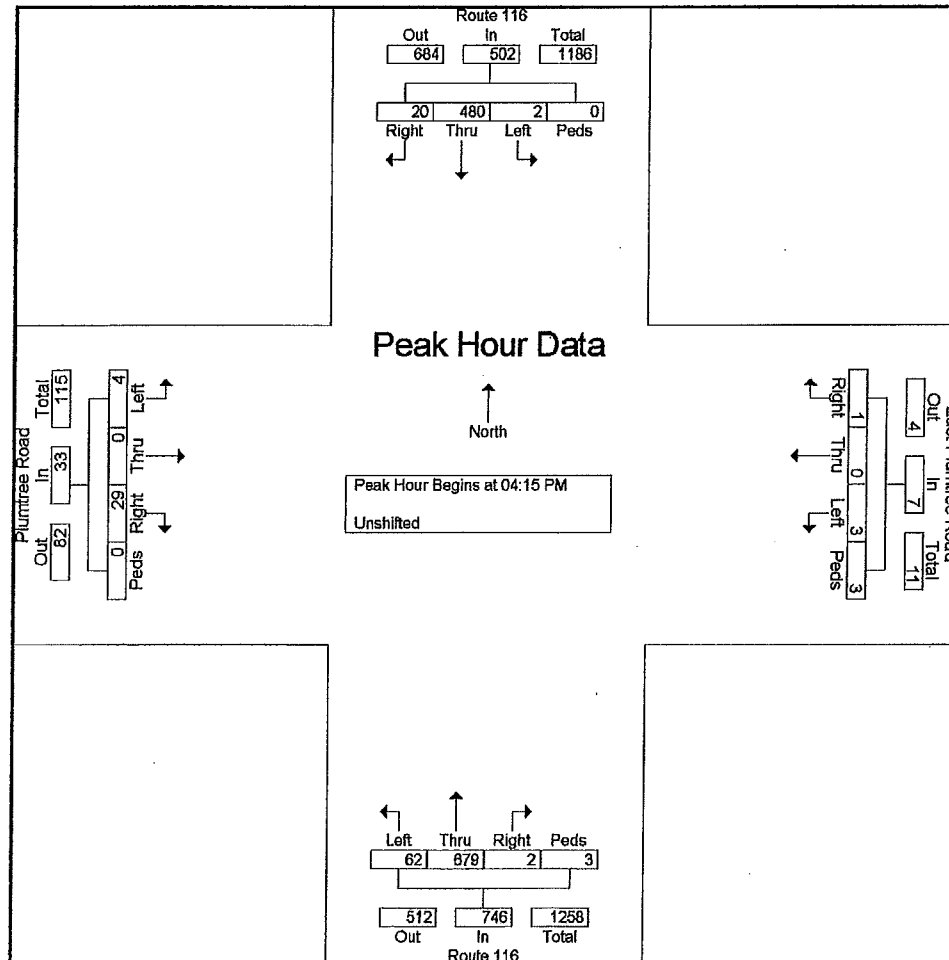 Route 116
Out In Total
684 502 1186
20 480 2 0
Right Thru Left Peds
Peak Hour Data
North
Peak Hour Begins at 04:15 PM
Unshifted
Plumtree Road
Out In Total
82 33 115
4 0 29 0
Left Thru Right Peds
Out In Total
4 7 11
1 0 3 3
Right Thru Left Peds
Left Thru Right Peds
62 679 2 3
512 746 1258
Out In Total
Route 116